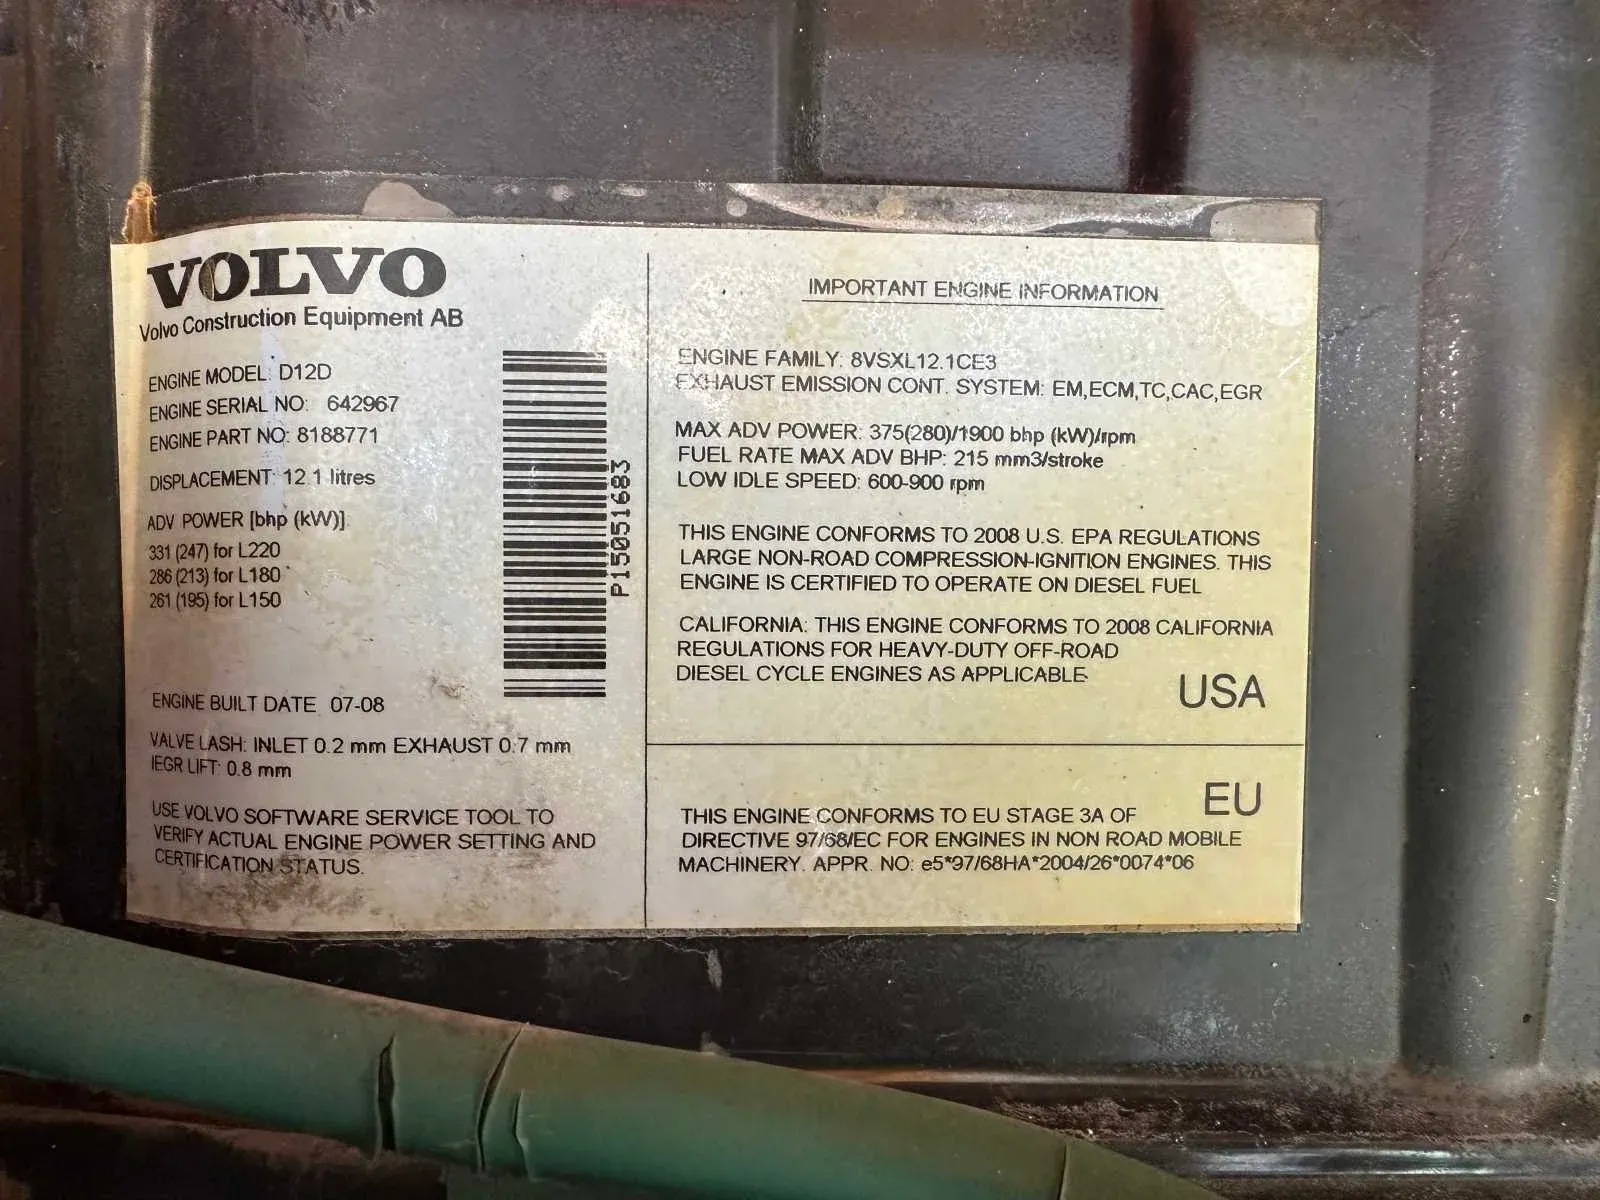 VOLVO
Volvo Construction Equipment AB
ENGINE MODEL: D12D
ENGINE SERIAL NO: 642967
ENGINE PART NO: 8188771
DISPLACEMENT: 12.1 litres
ADV POWER [bhp (kW)]:
331 (247) for L220
286 (213) for L180
261 (195) for L150
ENGINE BUILT DATE 07-08
VALVE LASH: INLET 0.2 mm EXHAUST 0.7 mm
IEGR LIFT: 0.8 mm
USE VOLVO SOFTWARE SERVICE TOOL TO
VERIFY ACTUAL ENGINE POWER SETTING AND
CERTIFICATION STATUS.
P15051683
IMPORTANT ENGINE INFORMATION
ENGINE FAMILY: 8VSXL12.1CE3
EXHAUST EMISSION CONT. SYSTEM: EM,ECM,TC,CAC,EGR
MAX ADV POWER: 375(280)/1900 bhp (kW)/rpm
FUEL RATE MAX ADV BHP: 215 mm3/stroke
LOW IDLE SPEED: 600-900 rpm
THIS ENGINE CONFORMS TO 2008 U.S. EPA REGULATIONS
LARGE NON-ROAD COMPRESSION-IGNITION ENGINES. THIS
ENGINE IS CERTIFIED TO OPERATE ON DIESEL FUEL
CALIFORNIA: THIS ENGINE CONFORMS TO 2008 CALIFORNIA
REGULATIONS FOR HEAVY-DUTY OFF-ROAD
DIESEL CYCLE ENGINES AS APPLICABLE
USA
EU
THIS ENGINE CONFORMS TO EU STAGE 3A OF
DIRECTIVE 97/68/EC FOR ENGINES IN NON ROAD MOBILE
MACHINERY. APPR. NO: e5*97/68HA*2004/26*0074*06